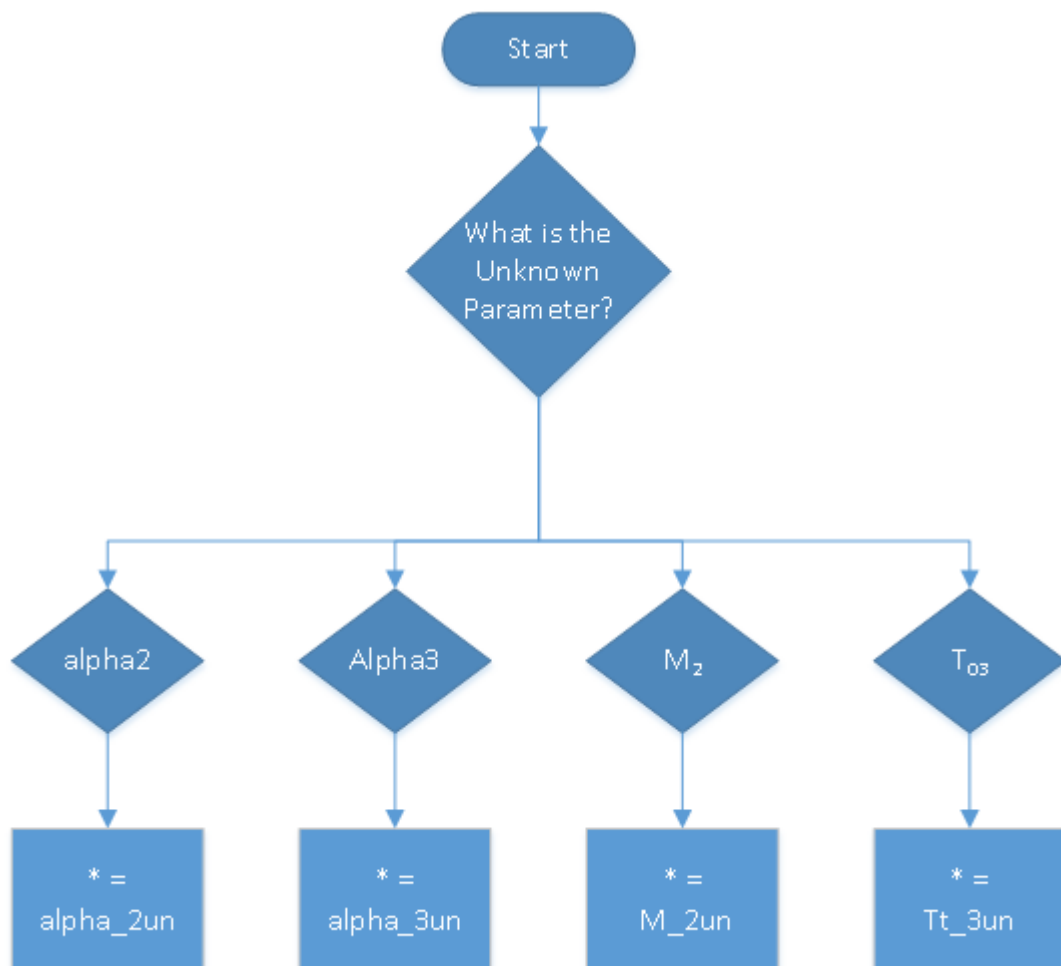 Start
What is the
Unknown
Parameter?
alpha2
Alpha3
M₂
T₀₃
* =
alpha_2un
* =
alpha_3un
* =
M_2un
* =
Tt_3un